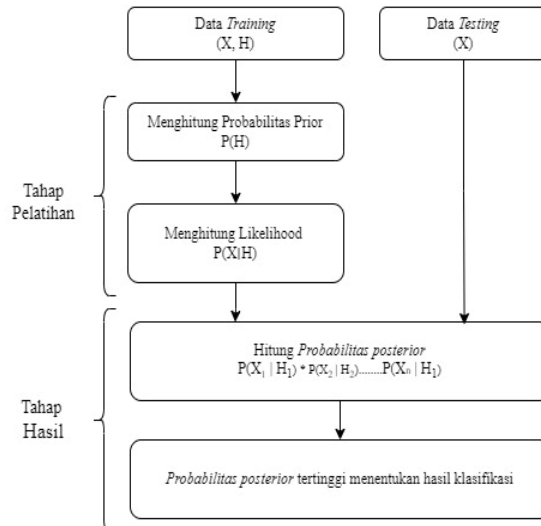 Data Training
(X, H)
Data Testing
(X)
Tahap
Pelatihan
Menghitung Probabilitas Prior
P(H)
Menghitung Likelihood
P(X|H)
Tahap
Hasil
Hitung Probabilitas posterior
P(X₁ | H₁) * P(X₂ | H₂)........P(Xₙ | H₁)
Probabilitas posterior tertinggi menentukan hasil klasifikasi